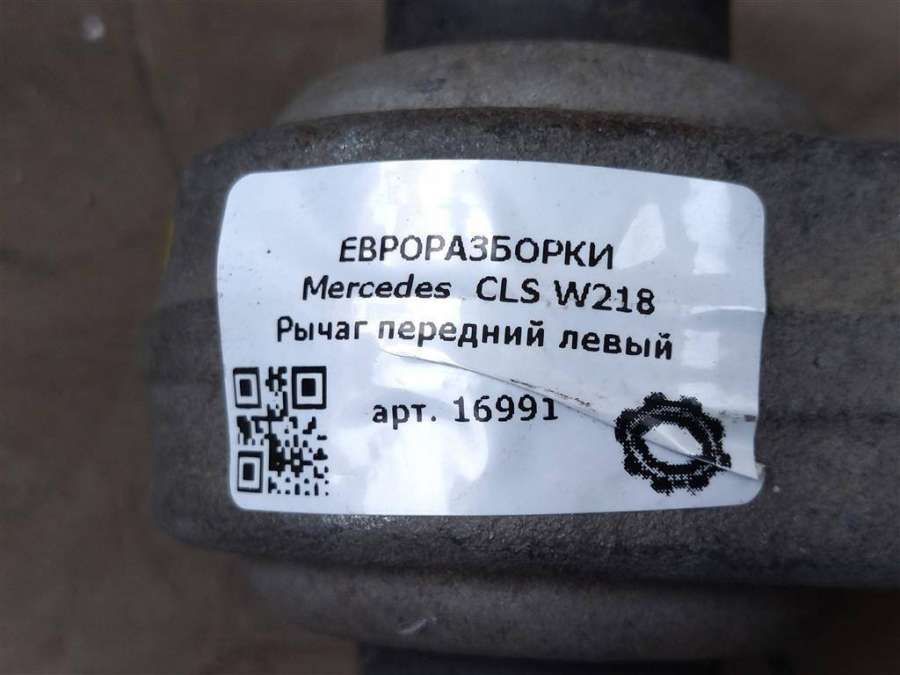 ЕВРОРАЗБОРКИ
Mercedes CLS W218
Рычаг передний левый
арт. 16991